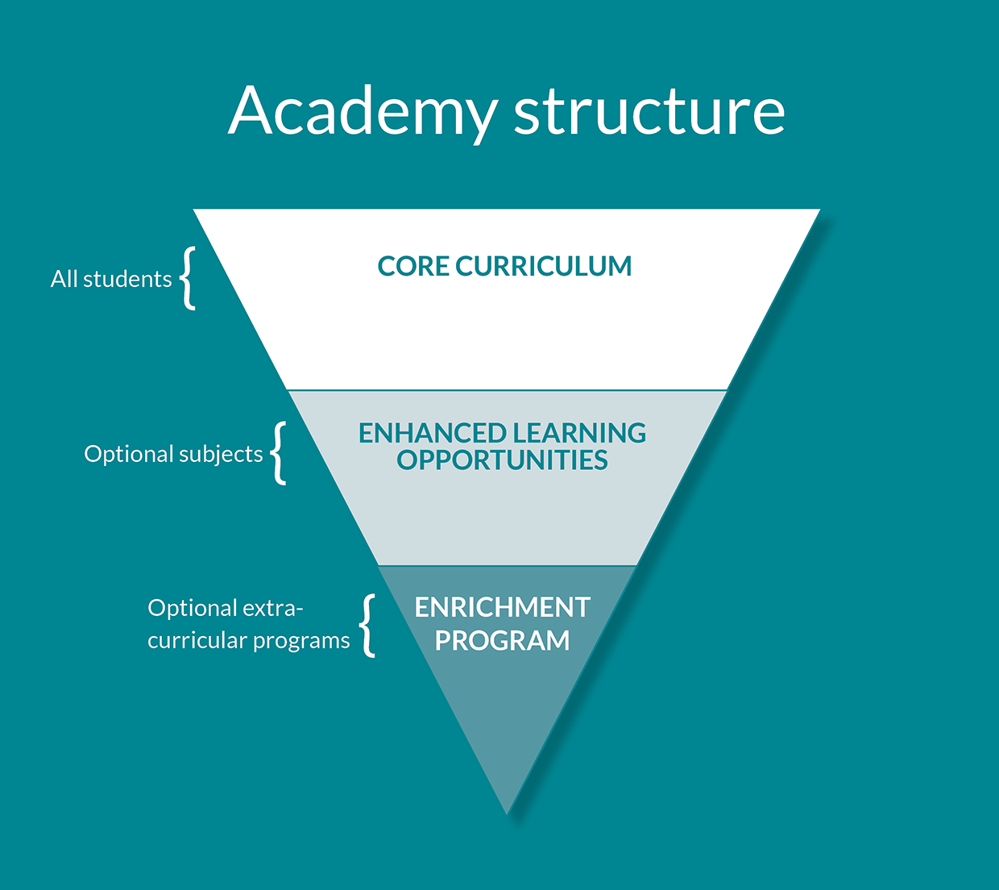 Academy structure
All students
CORE CURRICULUM
Optional subjects
ENHANCED LEARNING
OPPORTUNITIES
Optional extra-
curricular programs
ENRICHMENT
PROGRAM